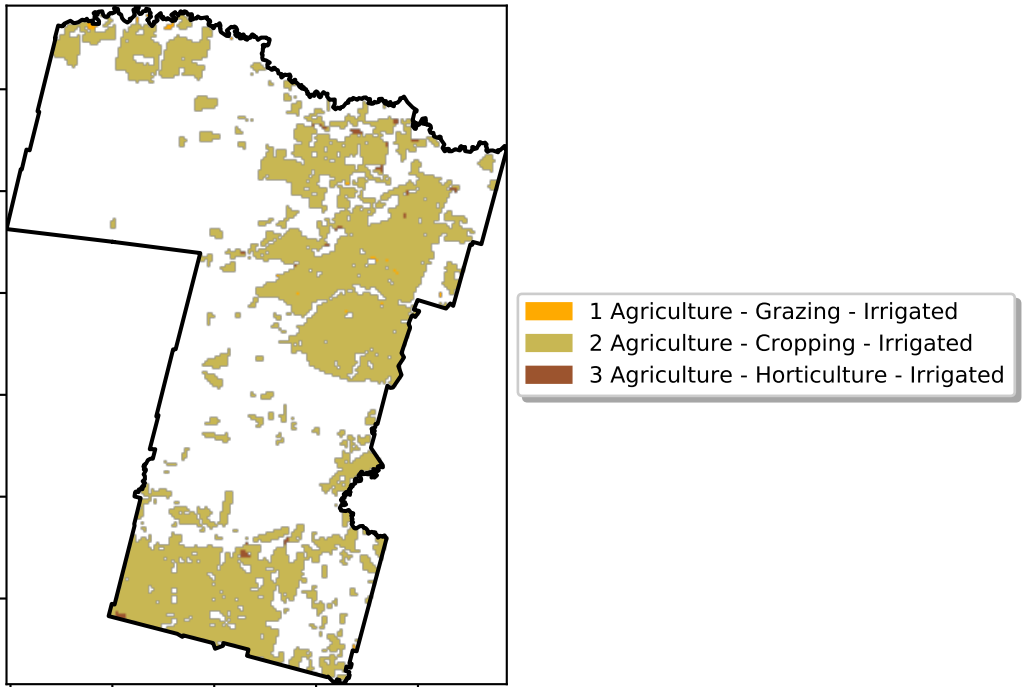 1 Agriculture - Grazing - Irrigated
2 Agriculture - Cropping - Irrigated
3 Agriculture - Horticulture - Irrigated